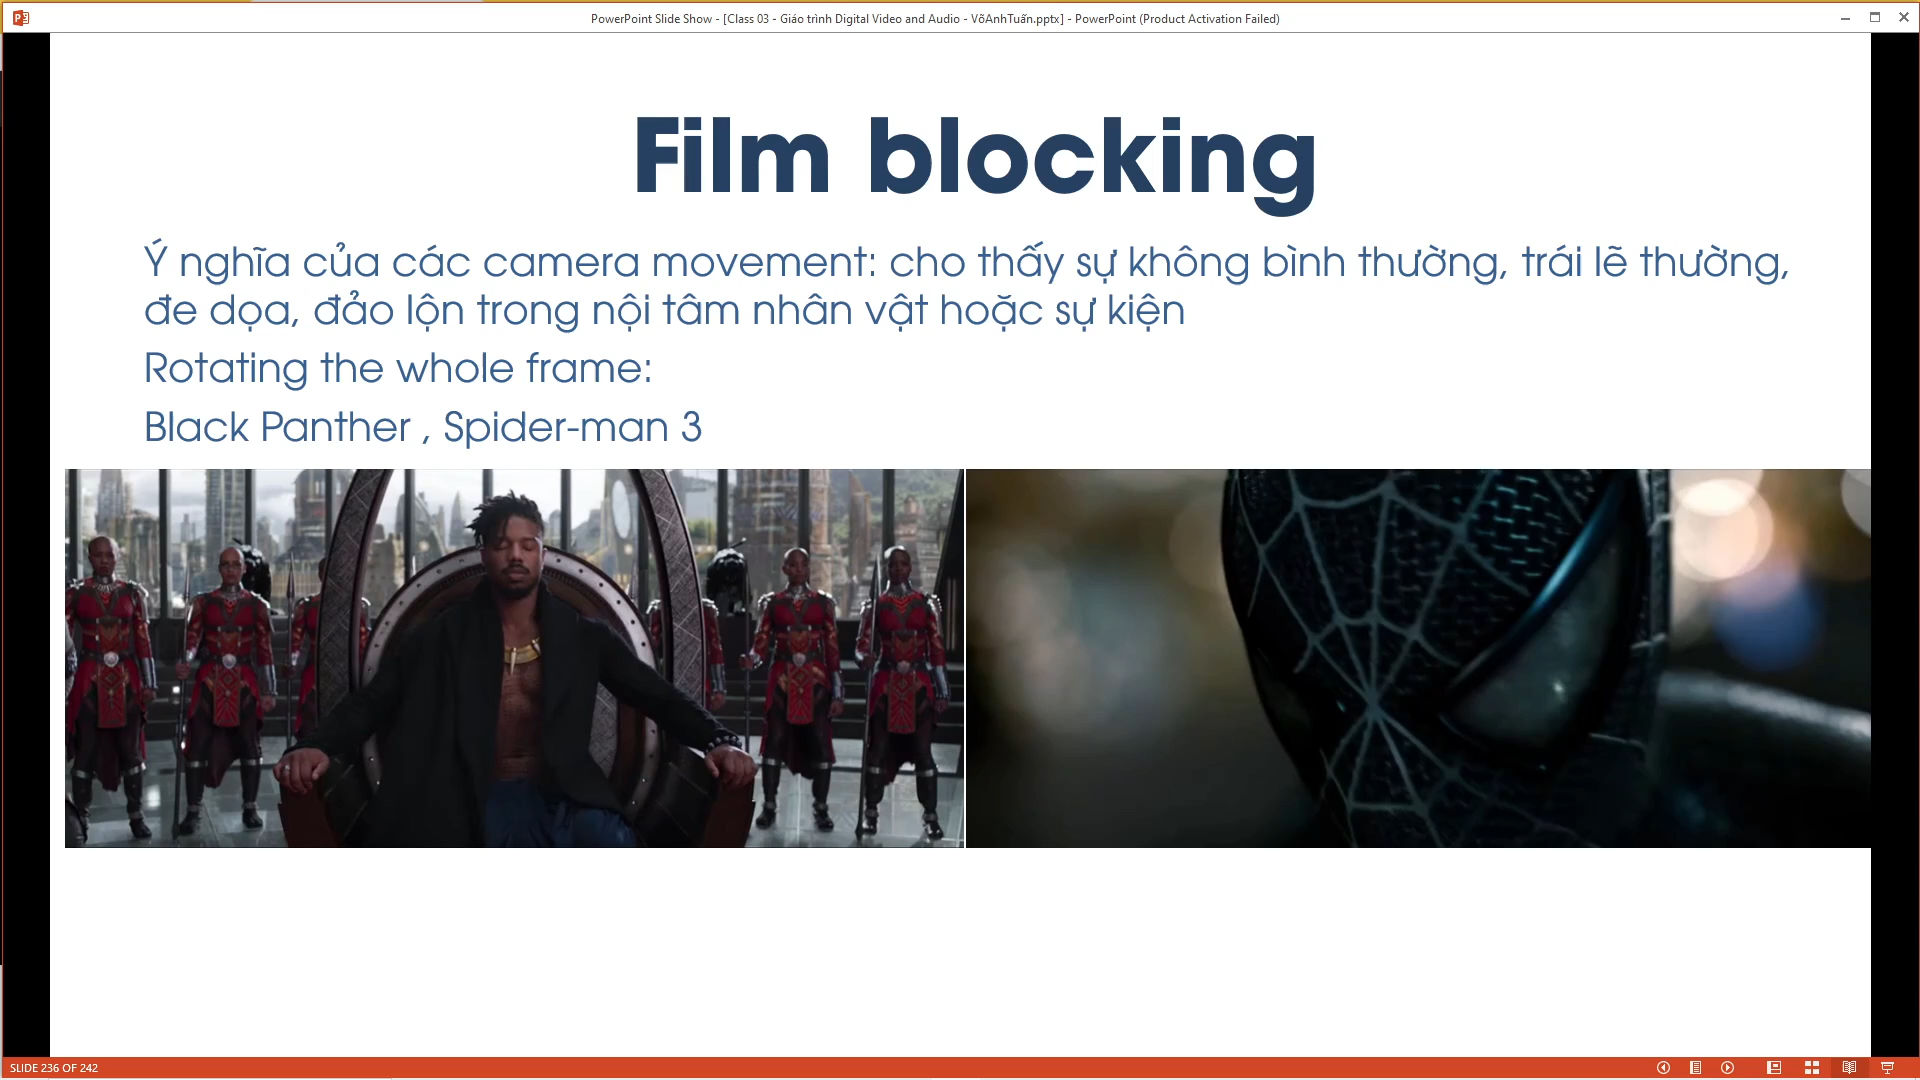 PowerPoint Slide Show - [Class 03 - Giáo trình Digital Video and Audio - VõAnhTuấn.pptx] - PowerPoint (Product Activation Failed)
Film blocking
Ý nghĩa của các camera movement: cho thấy sự không bình thường, trái lẽ thường,
đe dọa, đảo lộn trong nội tâm nhân vật hoặc sự kiện
Rotating the whole frame:
Black Panther , Spider-man 3
SLIDE 236 OF 242